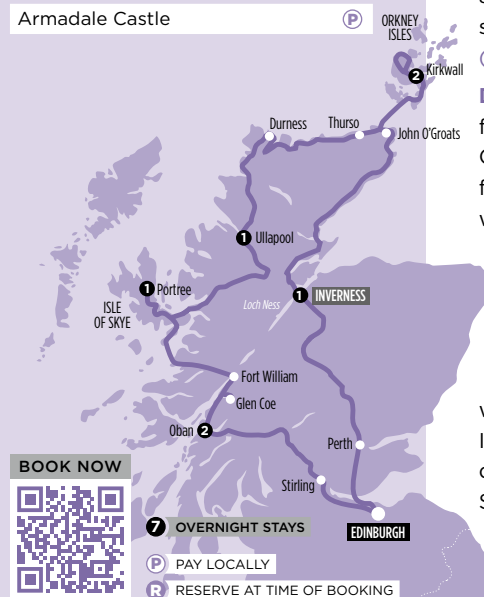 Armadale Castle P
ORKNEY
ISLES
2 Kirkwall
Durness
Thurso
John O'Groats
1 Ullapool
1 Portree
ISLE
OF SKYE
Loch Ness
1 INVERNESS
Fort William
Glen Coe
Oban 2
Perth
Stirling
EDINBURGH
BOOK NOW
7 OVERNIGHT STAYS
P PAY LOCALLY
R RESERVE AT TIME OF BOOKING